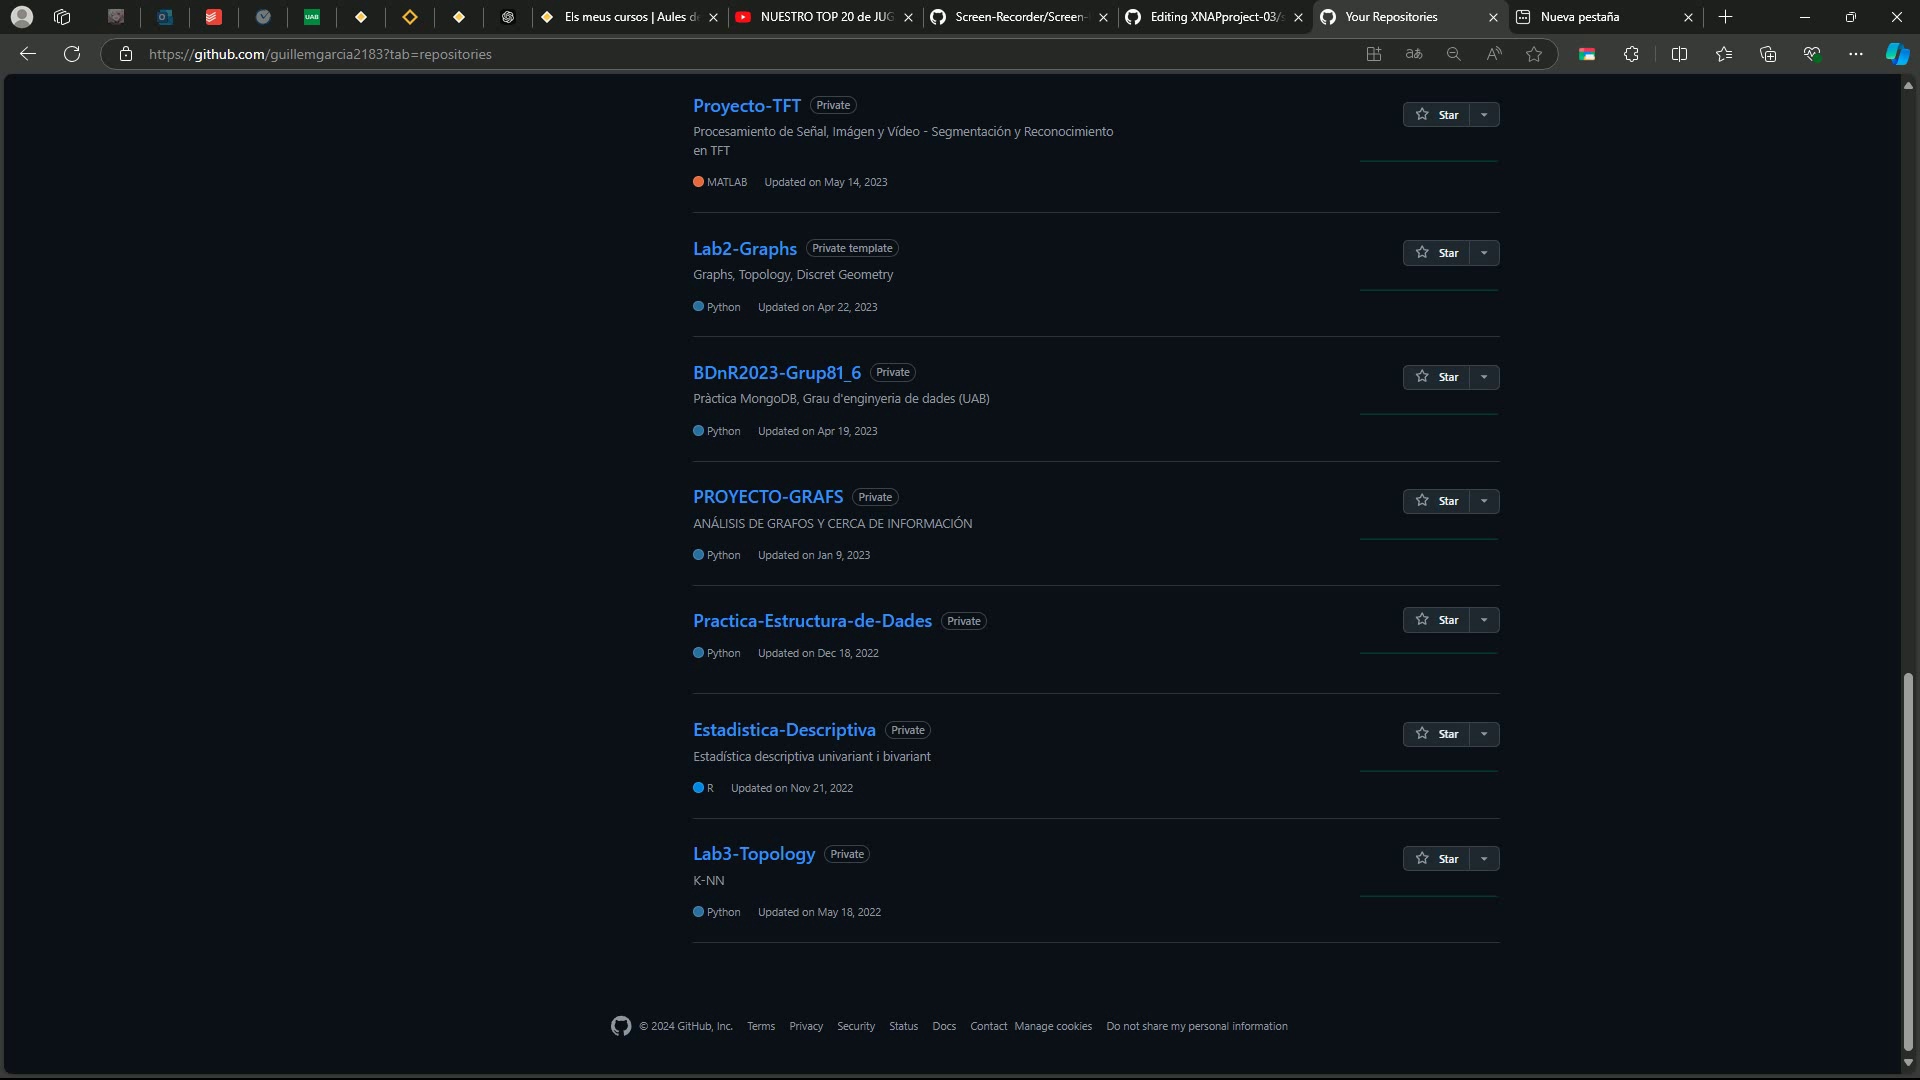 UAB
Els meus cursos | Aules d
NUESTRO TOP 20 de JUG
Screen-Recorder/Screen-
Editing XNAPproject-03/s
Your Repositories
Nueva pestaña
https://github.com/guillemgarcia2183?tab=repositories
Proyecto-TFT Private
Star
Procesamiento de Señal, Imágen y Vídeo - Segmentación y Reconocimiento
en TFT
MATLAB Updated on May 14, 2023
Lab2-Graphs Private template
Star
Graphs, Topology, Discret Geometry
Python Updated on Apr 22, 2023
BDnR2023-Grup81_6 Private
Star
Pràctica MongoDB, Grau d'enginyeria de dades (UAB)
Python Updated on Apr 19, 2023
PROYECTO-GRAFS Private
Star
ANÁLISIS DE GRAFOS Y CERCA DE INFORMACIÓN
Python Updated on Jan 9, 2023
Practica-Estructura-de-Dades Private
Star
Python Updated on Dec 18, 2022
Estadistica-Descriptiva Private
Star
Estadística descriptiva univariant i bivariant
R Updated on Nov 21, 2022
Lab3-Topology Private
Star
K-NN
Python Updated on May 18, 2022
© 2024 GitHub, Inc. Terms Privacy Security Status Docs Contact Manage cookies Do not share my personal information